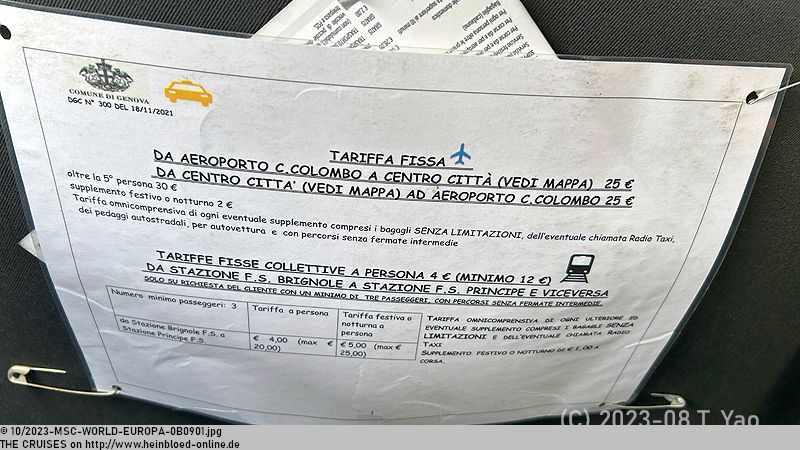 COMUNE DI GENOVA
DGC N° 300 DEL 18/11/2021
TARIFFA FISSA
DA AEROPORTO C.COLOMBO A CENTRO CITTÀ (VEDI MAPPA) 25 €
DA CENTRO CITTA' (VEDI MAPPA) AD AEROPORTO C.COLOMBO 25 €
oltre la 5° persona 30 €
supplemento festivo o notturno 2 €
Tariffa omnicomprensiva di ogni eventuale supplemento compresi i bagagli SENZA LIMITAZIONI, dell'eventuale chiamata Radio Taxi,
dei pedaggi autostradali, per autovettura e con percorsi senza fermate intermedie
TARIFFE FISSE COLLETTIVE A PERSONA 4 € (MINIMO 12 €)
DA STAZIONE F.S. BRIGNOLE A STAZIONE F.S. PRINCIPE E VICEVERSA
SOLO SU RICHIESTA DEL CLIENTE CON UN MINIMO DI TRE PASSEGGERI, CON PERCORSI SENZA FERMATE INTERMEDIE.
Numero minimo passeggeri: 3
Tariffa a persona
Tariffa festiva o
notturna a
persona
da Stazione Brignole F.S. a
Stazione Principe F.S.
€ 4,00 (max €
20,00)
€ 5,00 (max €
25,00)
TARIFFA OMNICOMPRENSIVA DI OGNI ULTERIORE ED
EVENTUALE SUPPLEMENTO COMPRESI I BAGAGLI SENZA
LIMITAZIONI E DELL'EVENTUALE CHIAMATA RADIO
TAXI
SUPPLEMENTO FESTIVO O NOTTURNO DI € 1,00 A
CORSA.
(C) 2023-08 T. Yao
© 10/2023-MSC-WORLD-EUROPA-0B0901.jpg
THE CRUISES on http://www.heinbloed-online.de